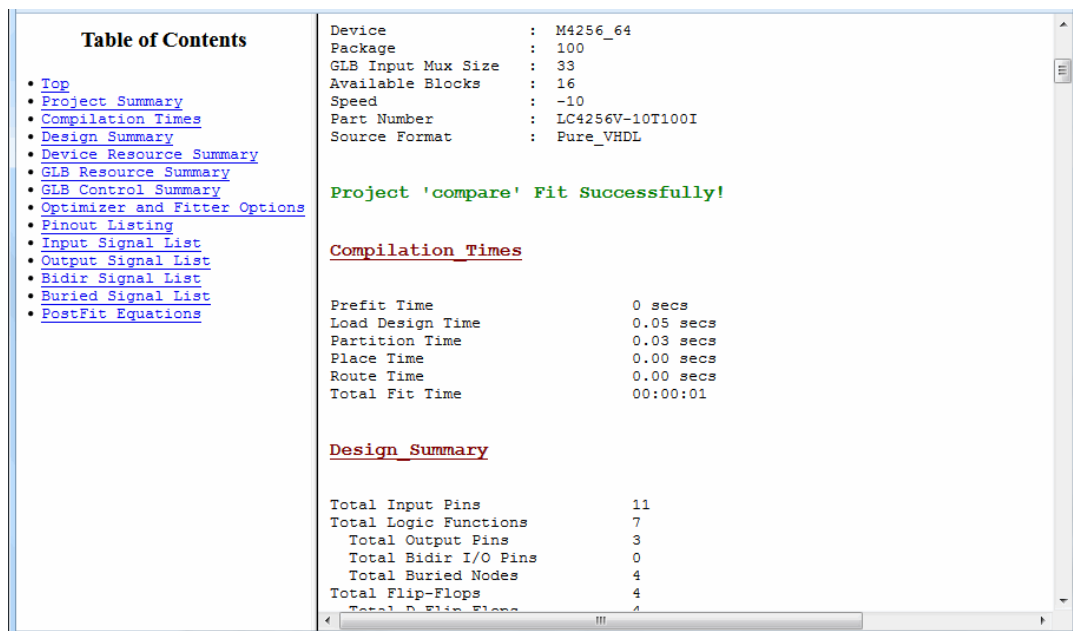 Table of Contents
• Top
• Project Summary
• Compilation Times
• Design Summary
• Device Resource Summary
• GLB Resource Summary
• GLB Control Summary
• Optimizer and Fitter Options
• Pinout Listing
• Input Signal List
• Output Signal List
• Bidir Signal List
• Buried Signal List
• PostFit Equations
Device : M4256_64
Package : 100
GLB Input Mux Size : 33
Available Blocks : 16
Speed : -10
Part Number : LC4256V-10T100I
Source Format : Pure_VHDL
Project 'compare' Fit Successfully!
Compilation_Times
Prefit Time 0 secs
Load Design Time 0.05 secs
Partition Time 0.03 secs
Place Time 0.00 secs
Route Time 0.00 secs
Total Fit Time 00:00:01
Design_Summary
Total Input Pins 11
Total Logic Functions 7
Total Output Pins 3
Total Bidir I/O Pins 0
Total Buried Nodes 4
Total Flip-Flops 4
Total D Flip-Flops 4